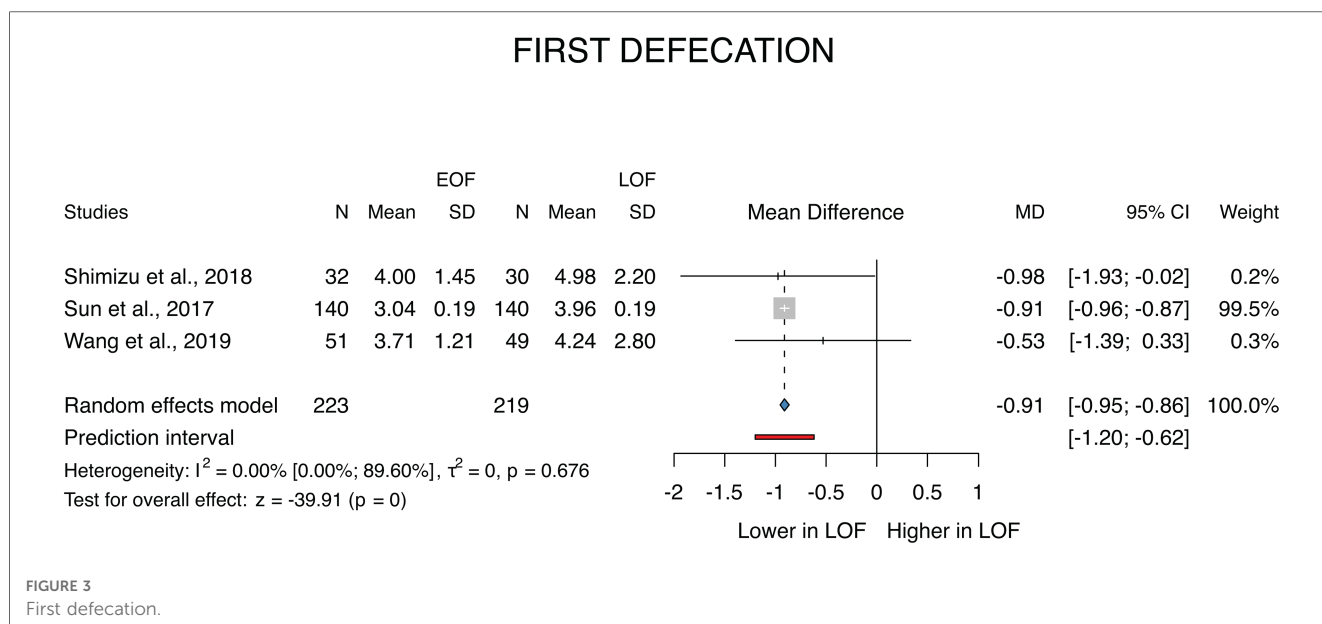 FIRST DEFECATION
EOF LOF
Studies N Mean SD N Mean SD Mean Difference MD 95% CI Weight
Shimizu et al., 2018 32 4.00 1.45 30 4.98 2.20 -0.98 [-1.93; -0.02] 0.2%
Sun et al., 2017 140 3.04 0.19 140 3.96 0.19 -0.91 [-0.96; -0.87] 99.5%
Wang et al., 2019 51 3.71 1.21 49 4.24 2.80 -0.53 [-1.39; 0.33] 0.3%
Random effects model 223 219 -0.91 [-0.95; -0.86] 100.0%
Prediction interval [-1.20; -0.62]
Heterogeneity: I² = 0.00% [0.00%; 89.60%], τ² = 0, p = 0.676
Test for overall effect: z = -39.91 (p = 0)
-2 -1.5 -1 -0.5 0 0.5 1
Lower in LOF Higher in LOF
FIGURE 3
First defecation.